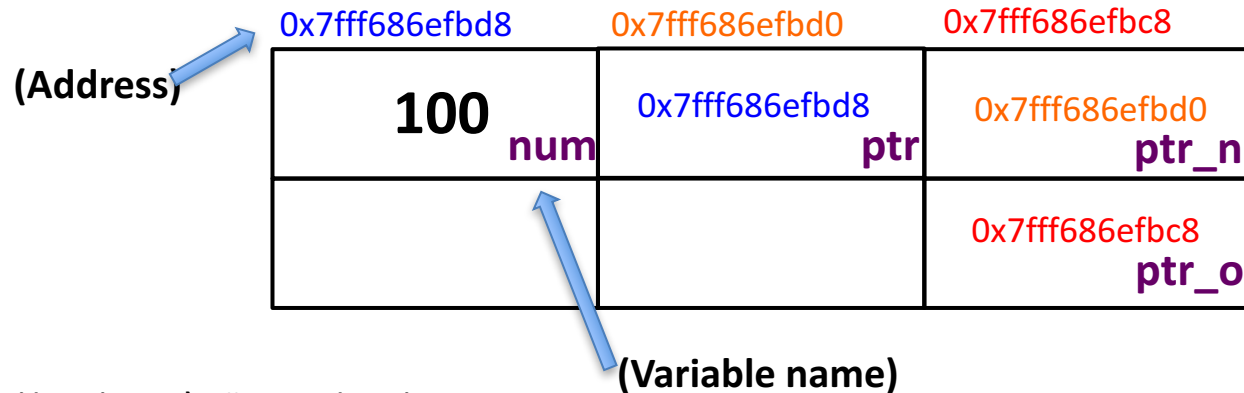 0x7fff686efbd8 0x7fff686efbd0 0x7fff686efbc8
(Address)
100 0x7fff686efbd8 0x7fff686efbd0
num ptr ptr_n
0x7fff686efbc8
ptr_o
(Variable name)